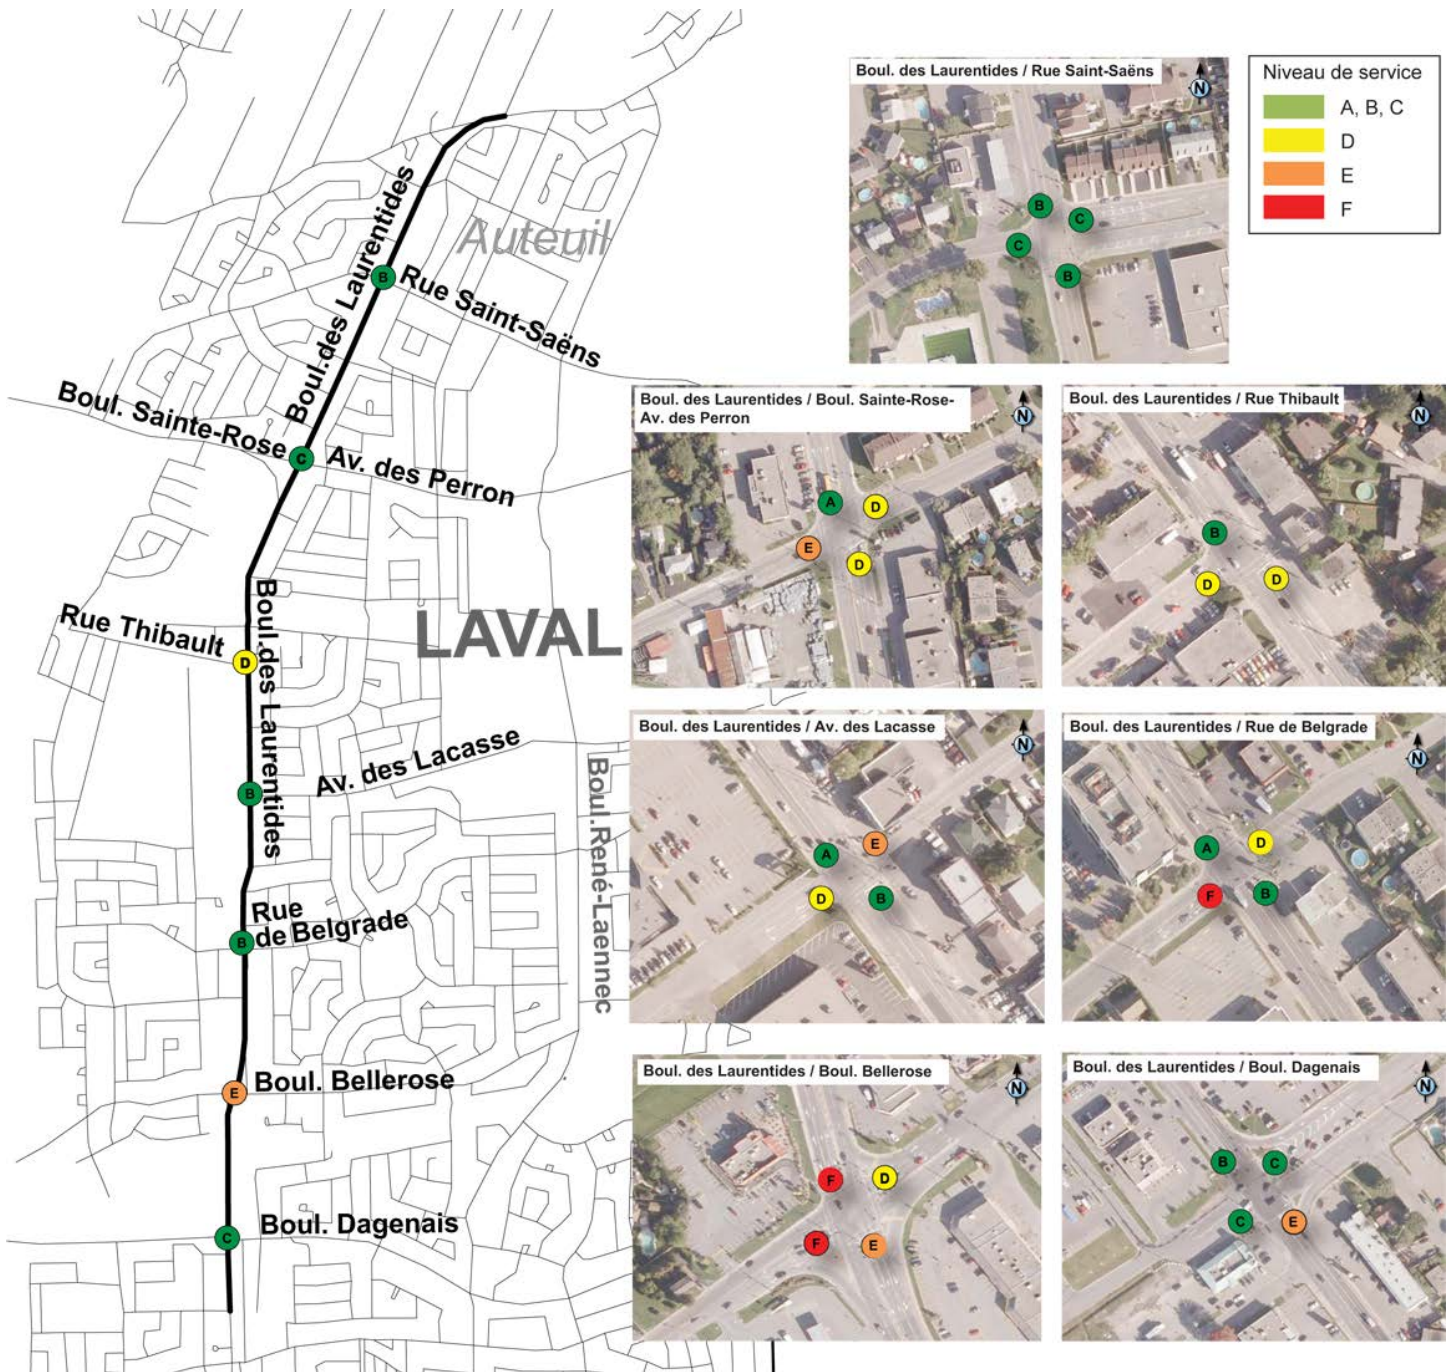 Boul. des Laurentides / Rue Saint-Saëns
N
B
C
C
B
Niveau de service
A, B, C
D
E
F
Boul.des Laurentides
Auteuil
B
Rue Saint-Saëns
Boul. Sainte-Rose
C
Av. des Perron
Rue Thibault
D
Boul.des Laurentides
LAVAL
B
Av. des Lacasse
Boul.René-Laennec
Rue
de Belgrade
B
E
Boul. Bellerose
C
Boul. Dagenais
Boul. des Laurentides / Boul. Sainte-Rose-
Av. des Perron
N
A
D
E
D
Boul. des Laurentides / Rue Thibault
N
B
D
D
Boul. des Laurentides / Av. des Lacasse
N
A
E
D
B
Boul. des Laurentides / Rue de Belgrade
N
A
D
F
B
Boul. des Laurentides / Boul. Bellerose
N
F
D
F
E
Boul. des Laurentides / Boul. Dagenais
N
B
C
C
E